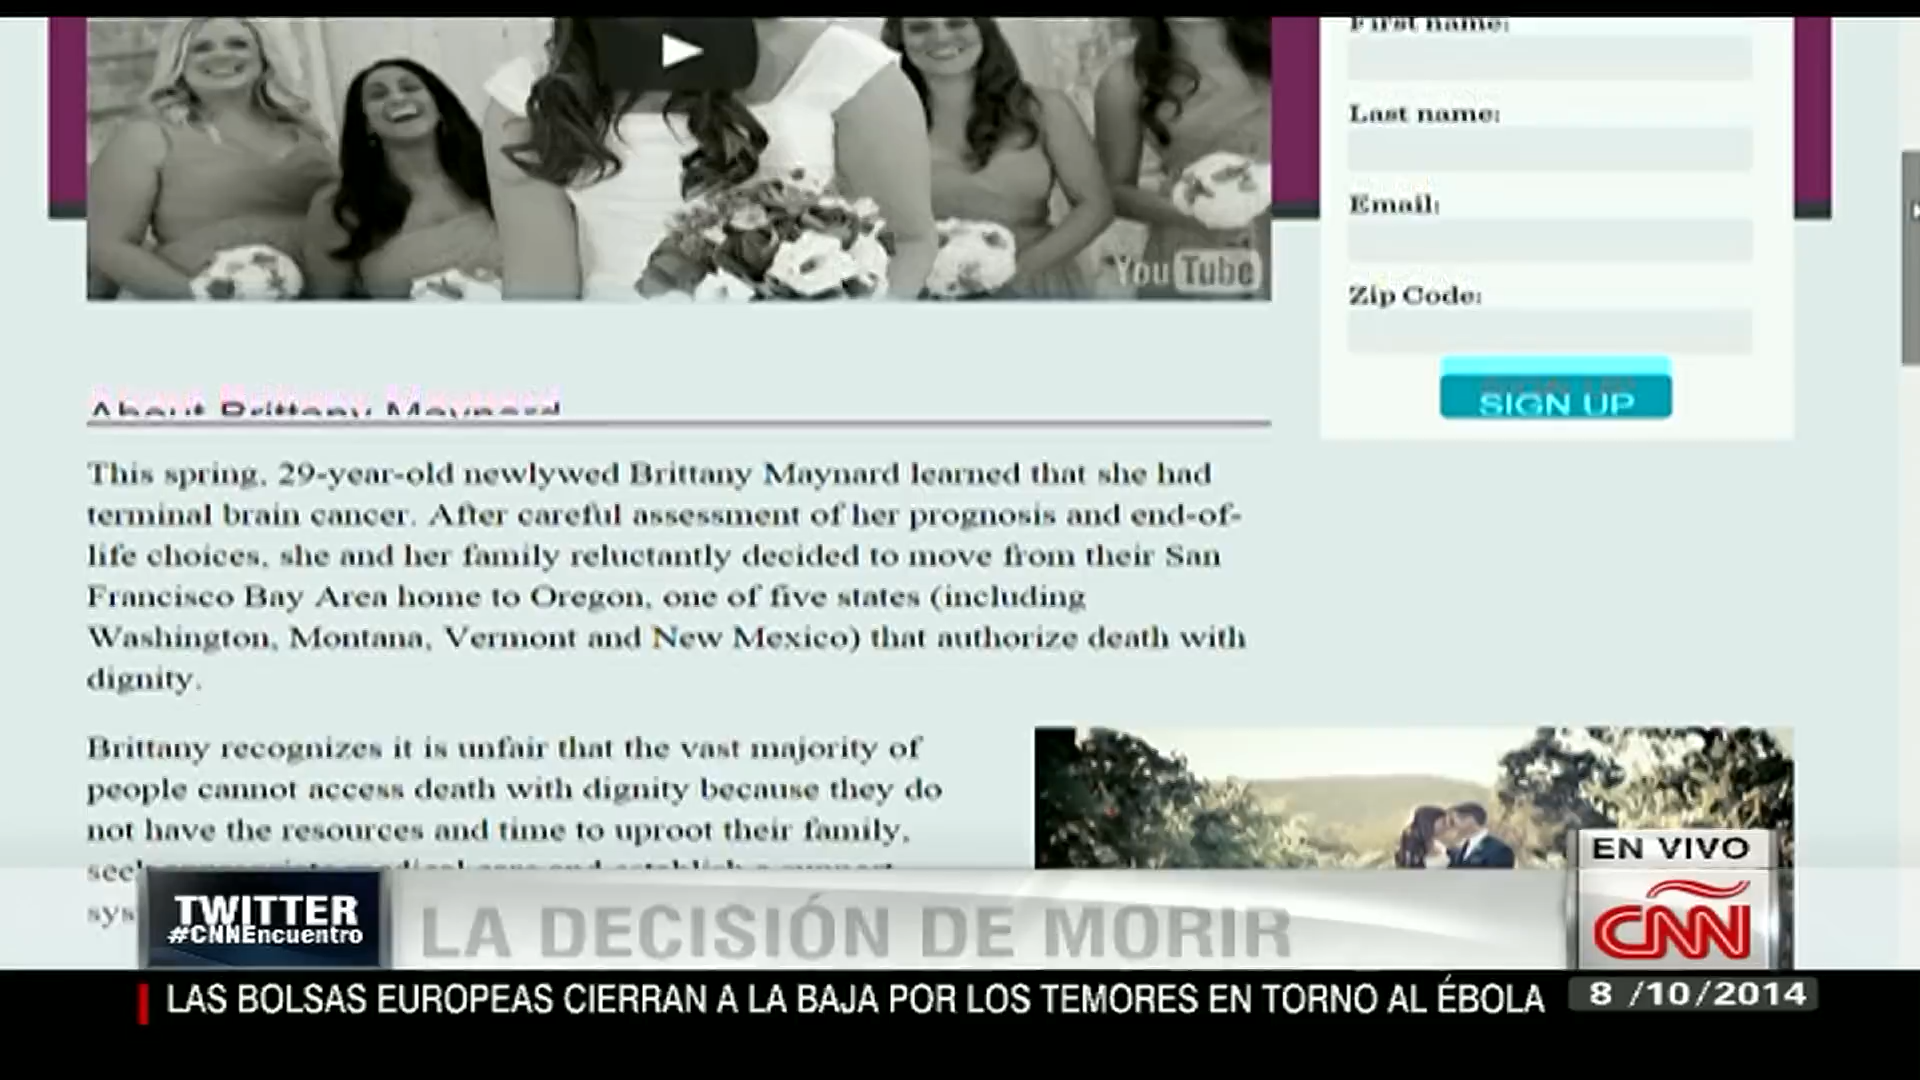 First name:
Last name:
Email:
You Tube
Zip Code:
SIGN UP
About Brittany Maynard
This spring, 29-year-old newlywed Brittany Maynard learned that she had
terminal brain cancer. After careful assessment of her prognosis and end-of-
life choices, she and her family reluctantly decided to move from their San
Francisco Bay Area home to Oregon, one of five states (including
Washington, Montana, Vermont and New Mexico) that authorize death with
dignity.
Brittany recognizes it is unfair that the vast majority of
people cannot access death with dignity because they do
not have the resources and time to uproot their family,
EN VIVO
CNN
TWITTER
#CNNEncuentro
LA DECISIÓN DE MORIR
LAS BOLSAS EUROPEAS CIERRAN A LA BAJA POR LOS TEMORES EN TORNO AL ÉBOLA
8 /10/2014